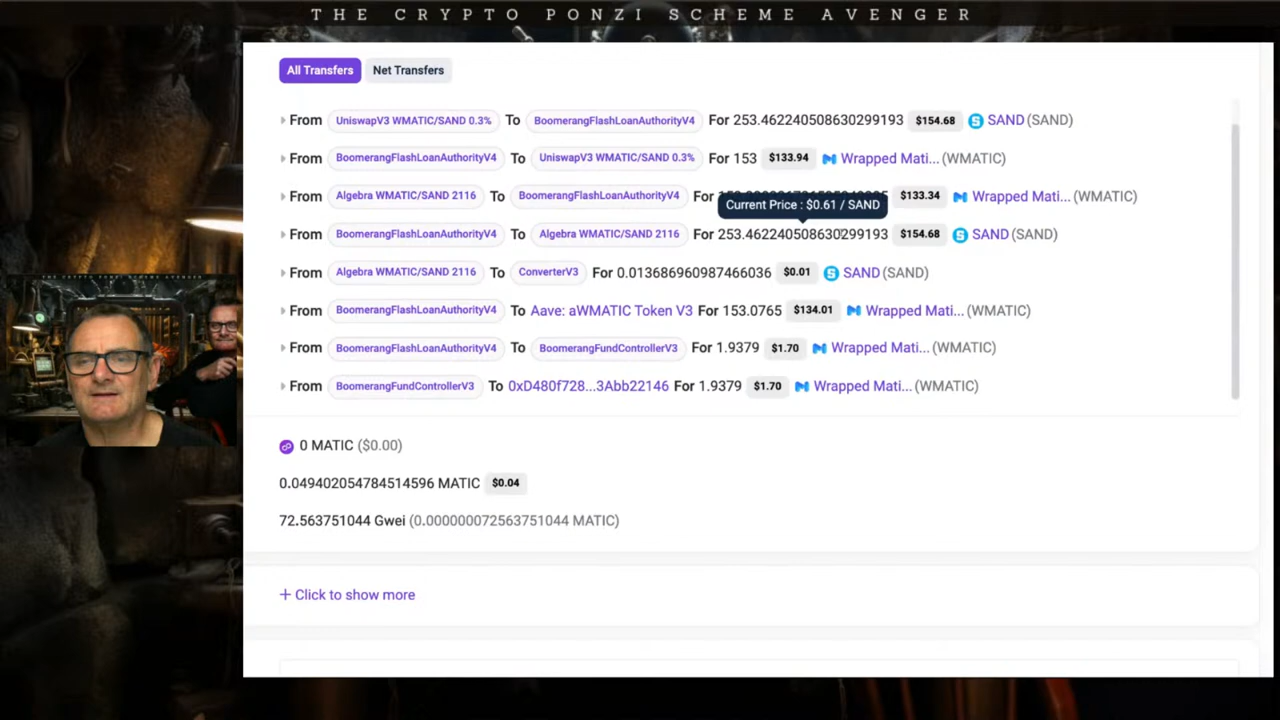 THE CRYPTO PONZI SCHEME AVENGER
All Transfers Net Transfers
From UniswapV3 WMATIC/SAND 0.3% To BoomerangFlashLoanAuthorityV4 For 253.462240508630299193 $154.68 SAND (SAND)
From BoomerangFlashLoanAuthorityV4 To UniswapV3 WMATIC/SAND 0.3% For 153 $133.94 Wrapped Mati... (WMATIC)
From Algebra WMATIC/SAND 2116 To BoomerangFlashLoanAuthorityV4 For $133.34 Wrapped Mati... (WMATIC)
Current Price : $0.61 / SAND
From BoomerangFlashLoanAuthorityV4 To Algebra WMATIC/SAND 2116 For 253.462240508630299193 $154.68 SAND (SAND)
From Algebra WMATIC/SAND 2116 To ConverterV3 For 0.013686960987466036 $0.01 SAND (SAND)
From BoomerangFlashLoanAuthorityV4 To Aave: aWMATIC Token V3 For 153.0765 $134.01 Wrapped Mati... (WMATIC)
From BoomerangFlashLoanAuthorityV4 To BoomerangFundControllerV3 For 1.9379 $1.70 Wrapped Mati... (WMATIC)
From BoomerangFundControllerV3 To 0xD480f728...3Abb22146 For 1.9379 $1.70 Wrapped Mati... (WMATIC)
0 MATIC ($0.00)
0.049402054784514596 MATIC $0.04
72.563751044 Gwei (0.000000072563751044 MATIC)
+ Click to show more
THE CRYPTO PONZI SCHEME AVENGER